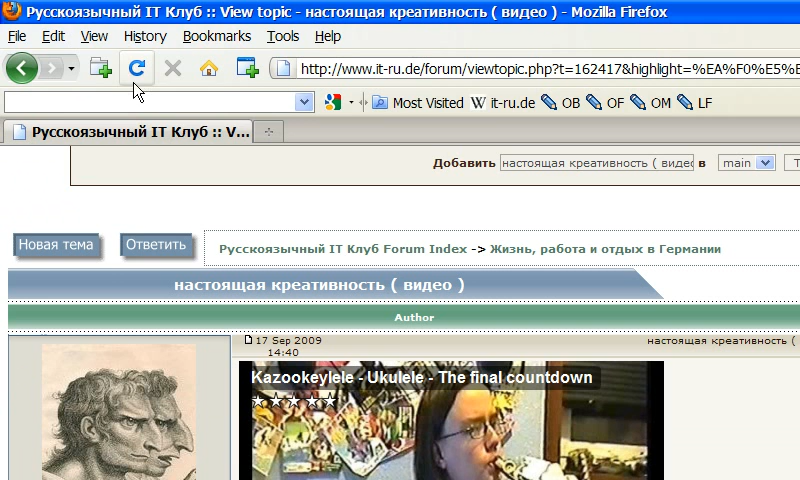 Русскоязычный IT Клуб :: View topic - настоящая креативность ( видео ) - Mozilla Firefox
File Edit View History Bookmarks Tools Help
http://www.it-ru.de/forum/viewtopic.php?t=162417&highlight=%EA%F0%E5%E
Most Visited W it-ru.de OB OF OM LF
Русскоязычный IT Клуб :: V...
Добавить настоящая креативность ( видео в main
Новая тема Ответить Русскоязычный IT Клуб Forum Index -> Жизнь, работа и отдых в Германии
настоящая креативность ( видео )
Author
17 Sep 2009 настоящая креативность (
14:40
Kazookeylele - Ukulele - The final countdown